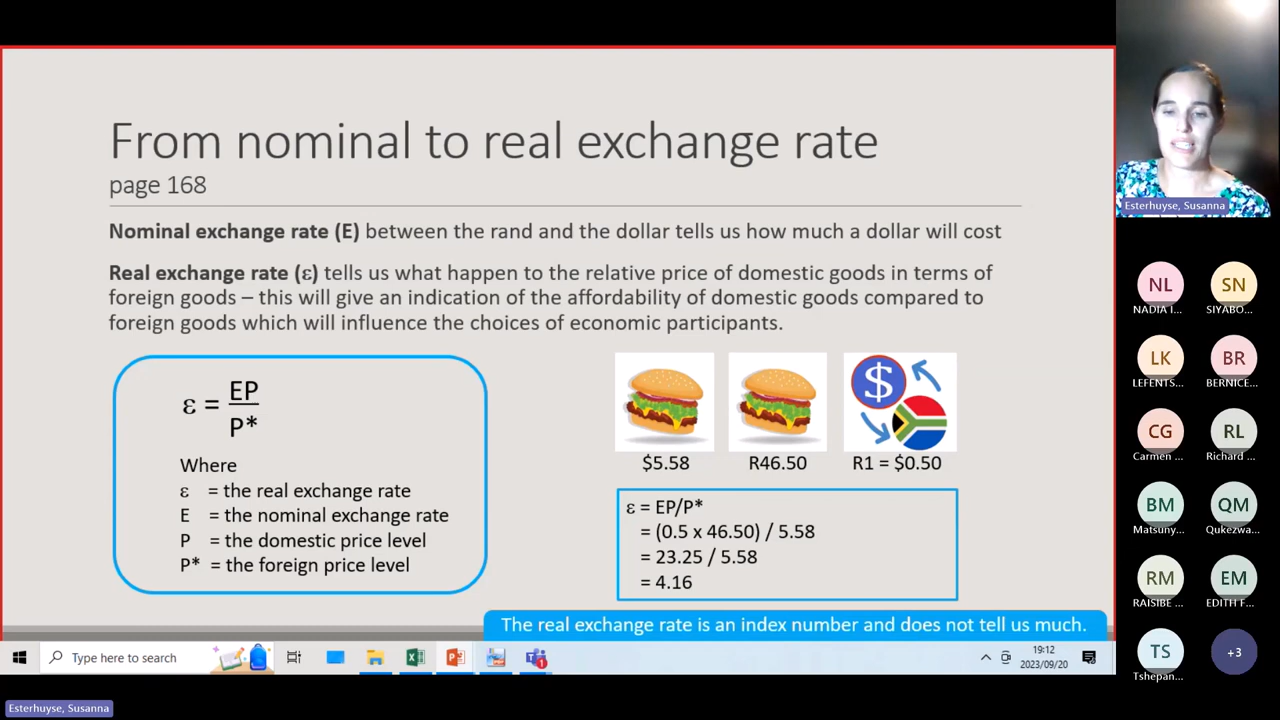 From nominal to real exchange rate
page 168
Nominal exchange rate (E) between the rand and the dollar tells us how much a dollar will cost
Real exchange rate (ε) tells us what happen to the relative price of domestic goods in terms of
foreign goods – this will give an indication of the affordability of domestic goods compared to
foreign goods which will influence the choices of economic participants.
ε = EP
P*
Where
ε = the real exchange rate
E = the nominal exchange rate
P = the domestic price level
P* = the foreign price level
$
$5.58
R46.50
R1 = $0.50
ε = EP/P*
= (0.5 x 46.50) / 5.58
= 23.25 / 5.58
= 4.16
The real exchange rate is an index number and does not tell us much.
Type here to search
1
19:12
2023/09/20
Esterhuyse, Susanna
Esterhuyse, Susanna
NL
NADIA I...
SN
SIYABO...
LK
LEFENTS...
BR
BERNICE...
CG
Carmen ...
RL
Richard ...
BM
Matsuny...
QM
Qukezwa...
RM
RAISIBE ...
EM
EDITH F...
TS
Tshepan...
+3